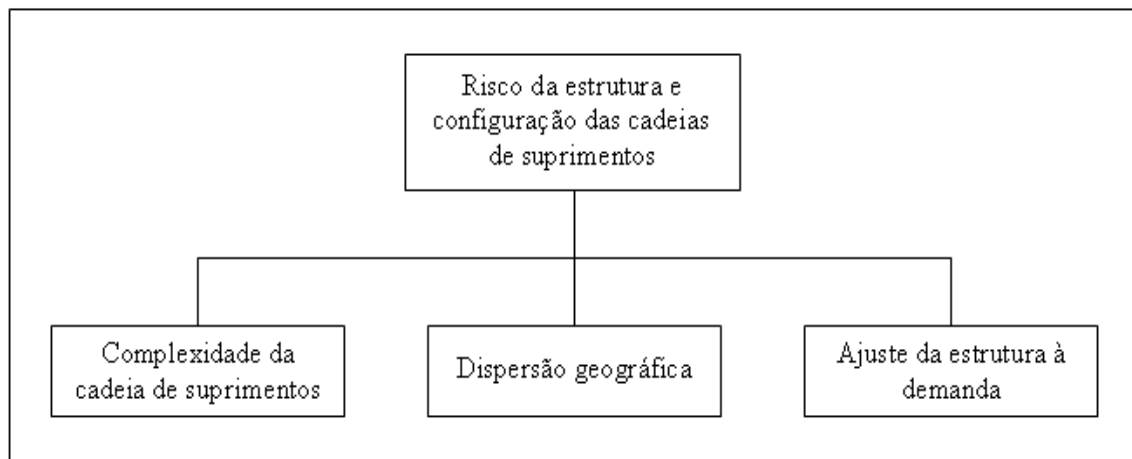 Risco da estrutura e
configuração das cadeias
de suprimentos
Complexidade da
cadeia de suprimentos
Dispersão geográfica
Ajuste da estrutura à
demanda